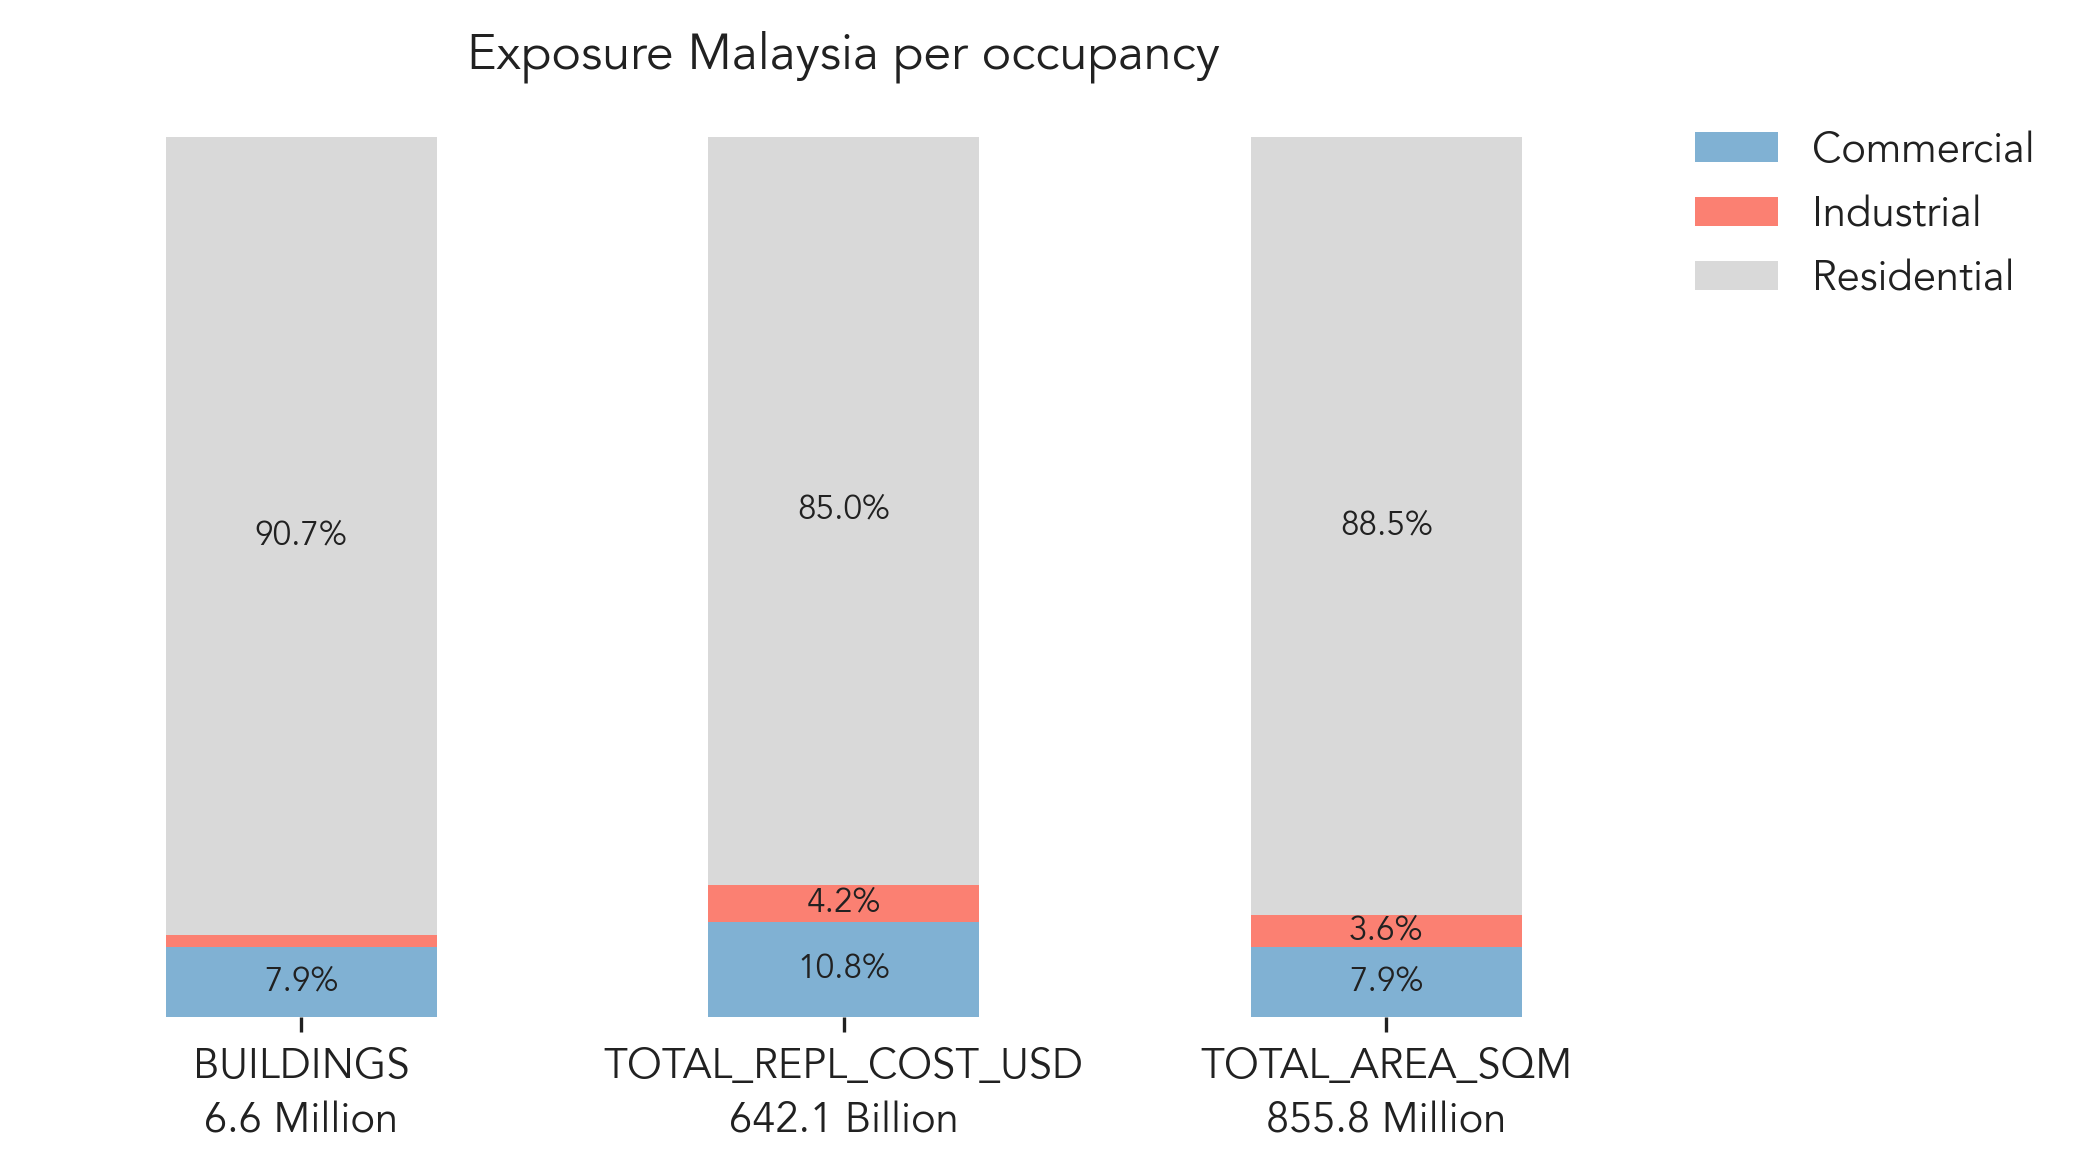 Exposure Malaysia per occupancy
Commercial
Industrial
Residential
90.7%
85.0%
88.5%
4.2%
3.6%
7.9%
10.8%
7.9%
BUILDINGS
6.6 Million
TOTAL_REPL_COST_USD
642.1 Billion
TOTAL_AREA_SQM
855.8 Million